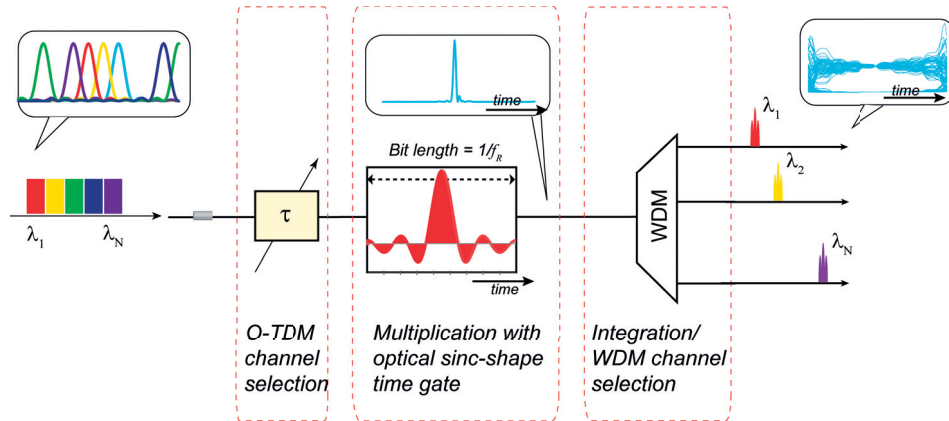 time
time
λ1
λ2
λN
Bit length = 1/fR
λ1
λN
τ
WDM
time
O-TDM
channel
selection
Multiplication with
optical sinc-shape
time gate
Integration/
WDM channel
selection